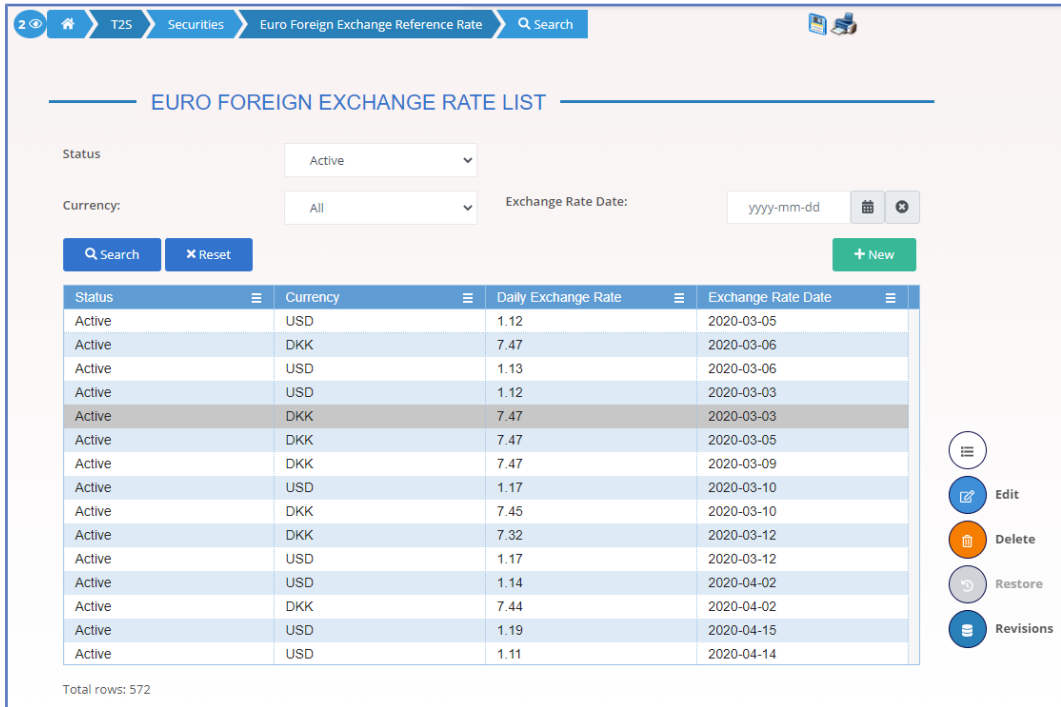 2 T2S Securities Euro Foreign Exchange Reference Rate Search
EURO FOREIGN EXCHANGE RATE LIST
Status Active
Currency: All Exchange Rate Date: yyyy-mm-dd
Search Reset New
Status Currency Daily Exchange Rate Exchange Rate Date
Active USD 1.12 2020-03-05
Active DKK 7.47 2020-03-06
Active USD 1.13 2020-03-06
Active USD 1.12 2020-03-03
Active DKK 7.47 2020-03-03
Active DKK 7.47 2020-03-05
Active DKK 7.47 2020-03-09
Active USD 1.17 2020-03-10
Active DKK 7.45 2020-03-10
Active DKK 7.32 2020-03-12
Active USD 1.17 2020-03-12
Active USD 1.14 2020-04-02
Active DKK 7.44 2020-04-02
Active USD 1.19 2020-04-15
Active USD 1.11 2020-04-14
Edit
Delete
Restore
Revisions
Total rows: 572